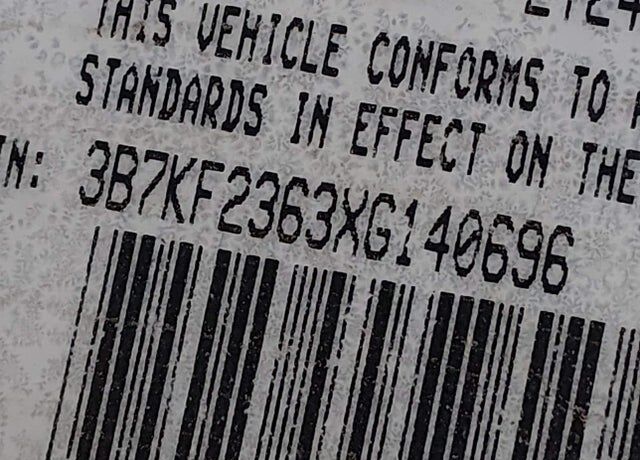 THIS VEHICLE CONFORMS TO
STANDARDS IN EFFECT ON THE
IN: 3B7KF2363XG140696